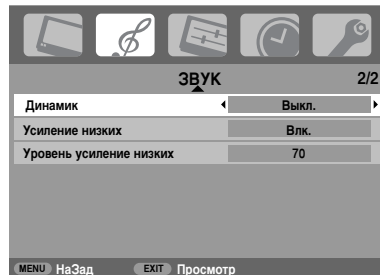 ЗВУК 2/2
Динамик Выкл.
Усиление низких Влк.
Уровень усиление низких 70
MENU НаЗад EXIT Просмотр